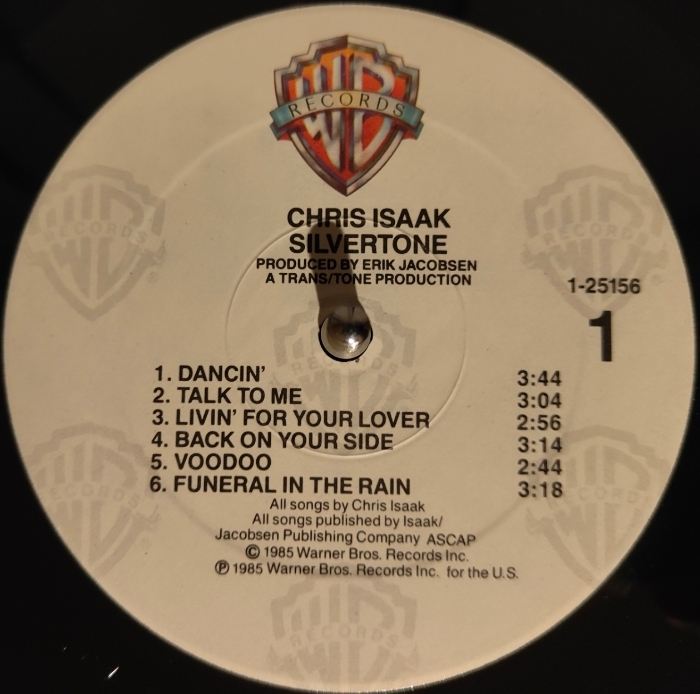 WB
RECORDS
CHRIS ISAAK
SILVERTONE
PRODUCED BY ERIK JACOBSEN
A TRANS/TONE PRODUCTION
1-25156
1
1. DANCIN' 3:44
2. TALK TO ME 3:04
3. LIVIN' FOR YOUR LOVER 2:56
4. BACK ON YOUR SIDE 3:14
5. VOODOO 2:44
6. FUNERAL IN THE RAIN 3:18
All songs by Chris Isaak
All songs published by Isaak/
Jacobsen Publishing Company ASCAP
© 1985 Warner Bros. Records Inc.
℗ 1985 Warner Bros. Records Inc. for the U.S.